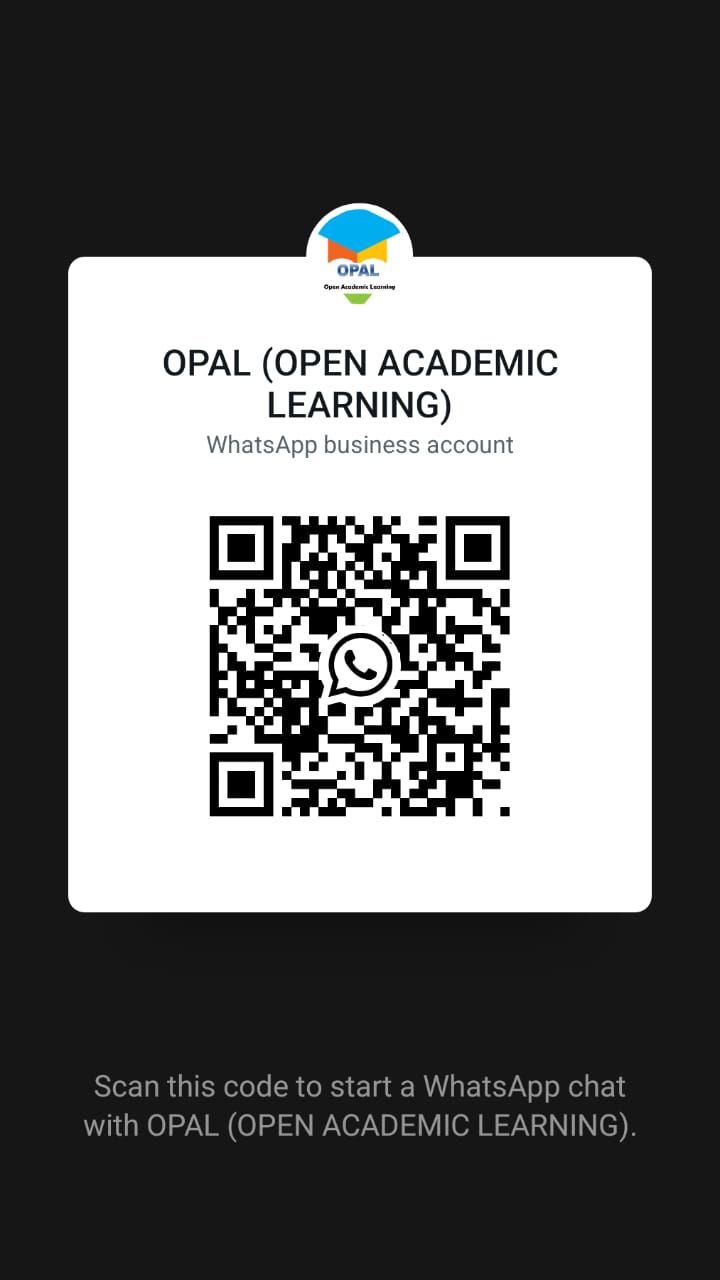 OPAL
Open Academic Learning
OPAL (OPEN ACADEMIC
LEARNING)
WhatsApp business account
Scan this code to start a WhatsApp chat
with OPAL (OPEN ACADEMIC LEARNING).